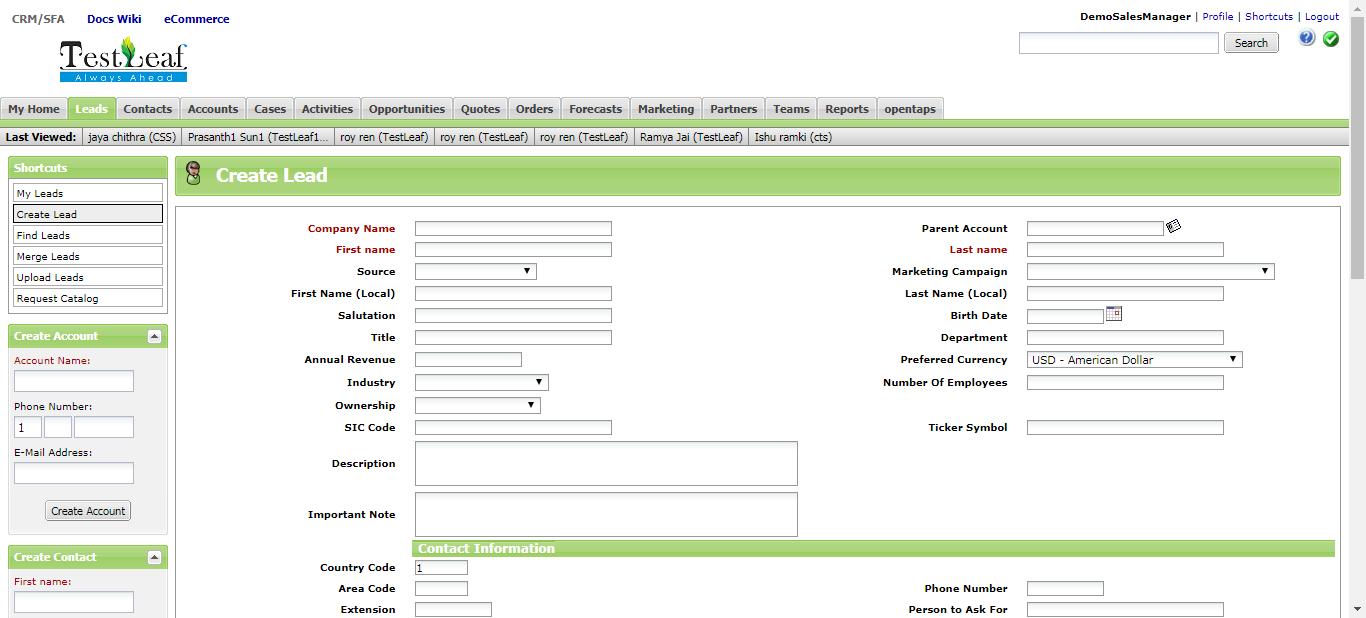 CRM/SFA Docs Wiki eCommerce
DemoSalesManager | Profile | Shortcuts | Logout
TestLeaf
Always Ahead
Search
My Home Leads Contacts Accounts Cases Activities Opportunities Quotes Orders Forecasts Marketing Partners Teams Reports opentaps
Last Viewed: jaya chithra (CSS) Prasanth1 Sun1 (TestLeaf1... roy ren (TestLeaf) roy ren (TestLeaf) roy ren (TestLeaf) Ramya Jai (TestLeaf) Ishu ramki (cts)
Shortcuts
My Leads
Create Lead
Find Leads
Merge Leads
Upload Leads
Request Catalog
Create Account
Account Name:
Phone Number:
1
E-Mail Address:
Create Account
Create Contact
First name:
Create Lead
Company Name Parent Account
First name Last name
Source Marketing Campaign
First Name (Local) Last Name (Local)
Salutation Birth Date
Title Department
Annual Revenue Preferred Currency USD - American Dollar
Industry Number Of Employees
Ownership
SIC Code Ticker Symbol
Description
Important Note
Contact Information
Country Code 1
Area Code Phone Number
Extension Person to Ask For